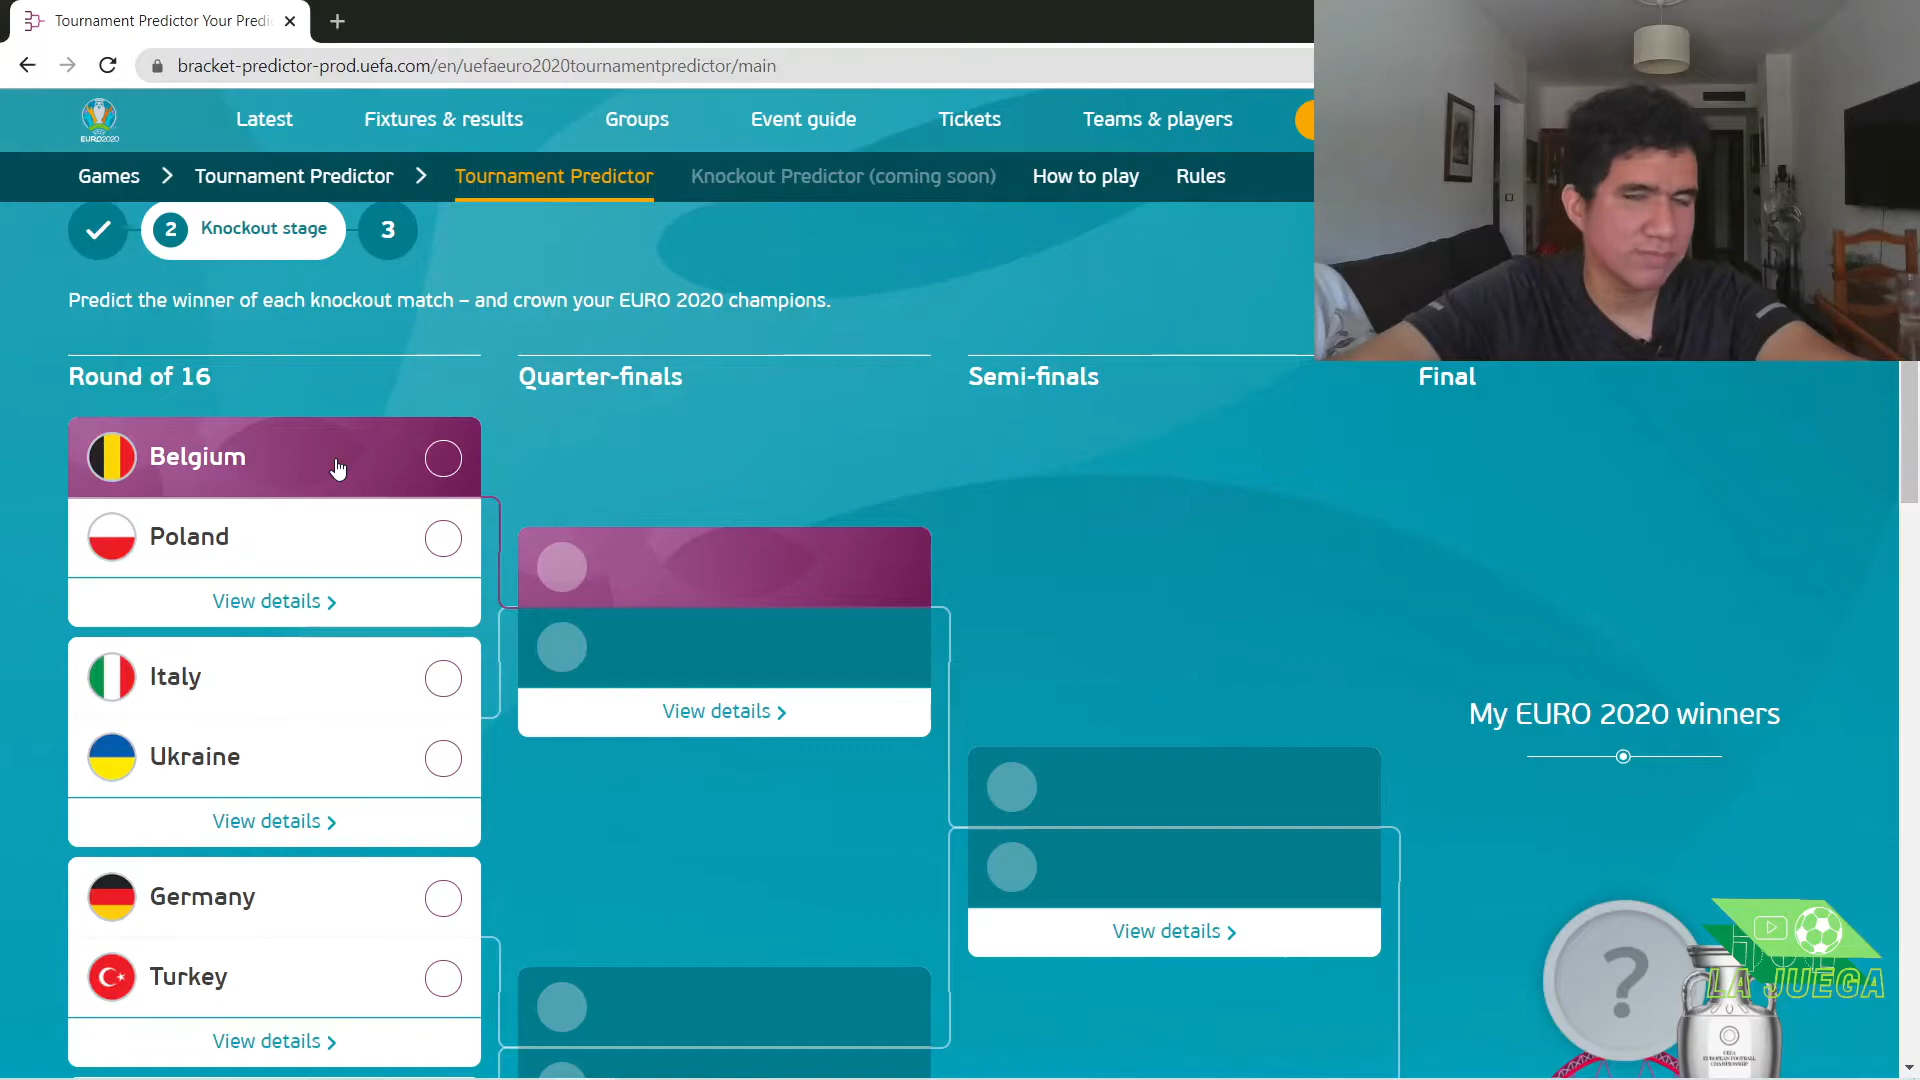 Tournament Predictor Your Predi
bracket-predictor-prod.uefa.com/en/uefaeuro2020tournamentpredictor/main
EURO2020
Latest
Fixtures & results
Groups
Event guide
Tickets
Teams & players
Games
Tournament Predictor
Tournament Predictor
Knockout Predictor (coming soon)
How to play
Rules
2 Knockout stage 3
Predict the winner of each knockout match – and crown your EURO 2020 champions.
Round of 16
Quarter-finals
Semi-finals
Final
Belgium
Poland
View details
Italy
Ukraine
View details
Germany
Turkey
View details
View details
View details
My EURO 2020 winners
?
LA JUEGA